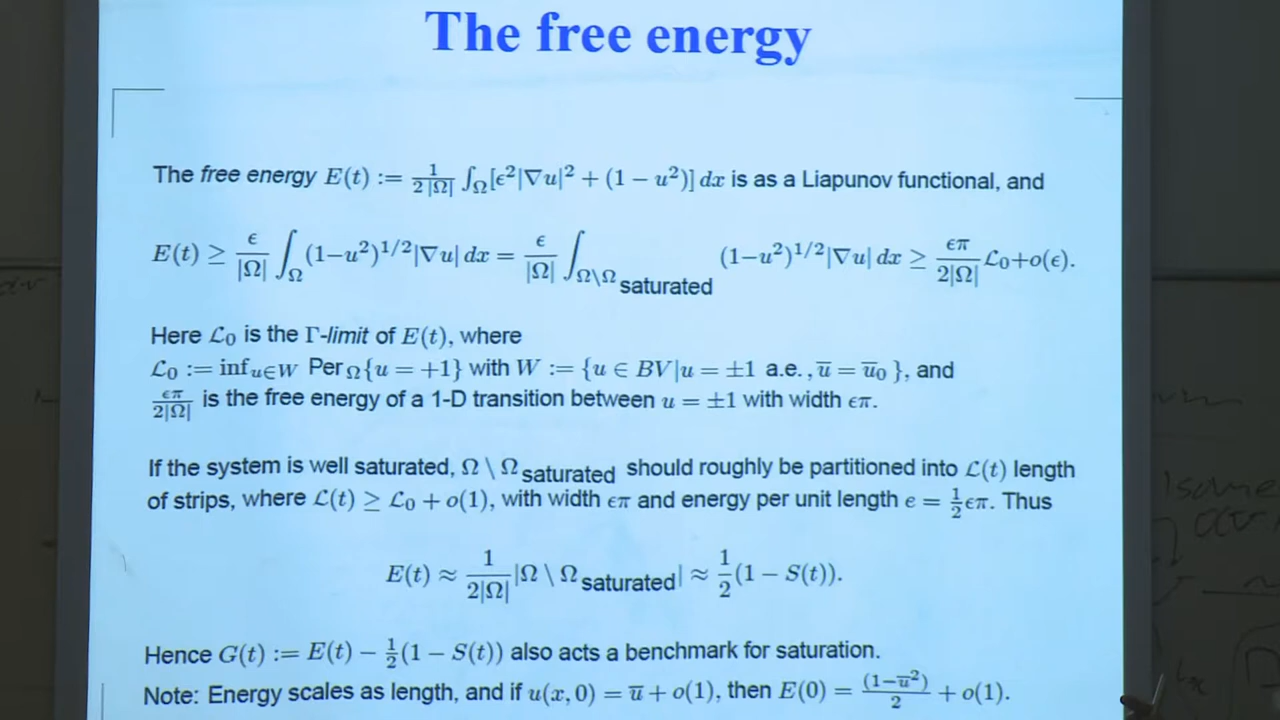 The free energy
The free energy E(t) := 1/(2|Ω|) ∫_Ω[ϵ²|∇u|² + (1 − u²)] dx is as a Liapunov functional, and
E(t) ≥ ϵ/|Ω| ∫_Ω (1−u²)^{1/2}|∇u| dx = ϵ/|Ω| ∫_{Ω\Ω saturated} (1−u²)^{1/2}|∇u| dx ≥ ϵπ/(2|Ω|) ℒ₀+o(ϵ).
Here ℒ₀ is the Γ-limit of E(t), where
ℒ₀ := inf_{u∈W} Per_Ω{u = +1} with W := {u ∈ BV|u = ±1 a.e., u̅ = u̅₀ }, and
ϵπ/(2|Ω|) is the free energy of a 1-D transition between u = ±1 with width ϵπ.
If the system is well saturated, Ω \ Ω saturated should roughly be partitioned into ℒ(t) length
of strips, where ℒ(t) ≥ ℒ₀ + o(1), with width ϵπ and energy per unit length e = ½ϵπ. Thus
E(t) ≈ 1/(2|Ω|) |Ω \ Ω saturated| ≈ ½(1 − S(t)).
Hence G(t) := E(t) − ½(1 − S(t)) also acts a benchmark for saturation.
Note: Energy scales as length, and if u(x, 0) = u̅ + o(1), then E(0) = (1−u̅²)/2 + o(1).